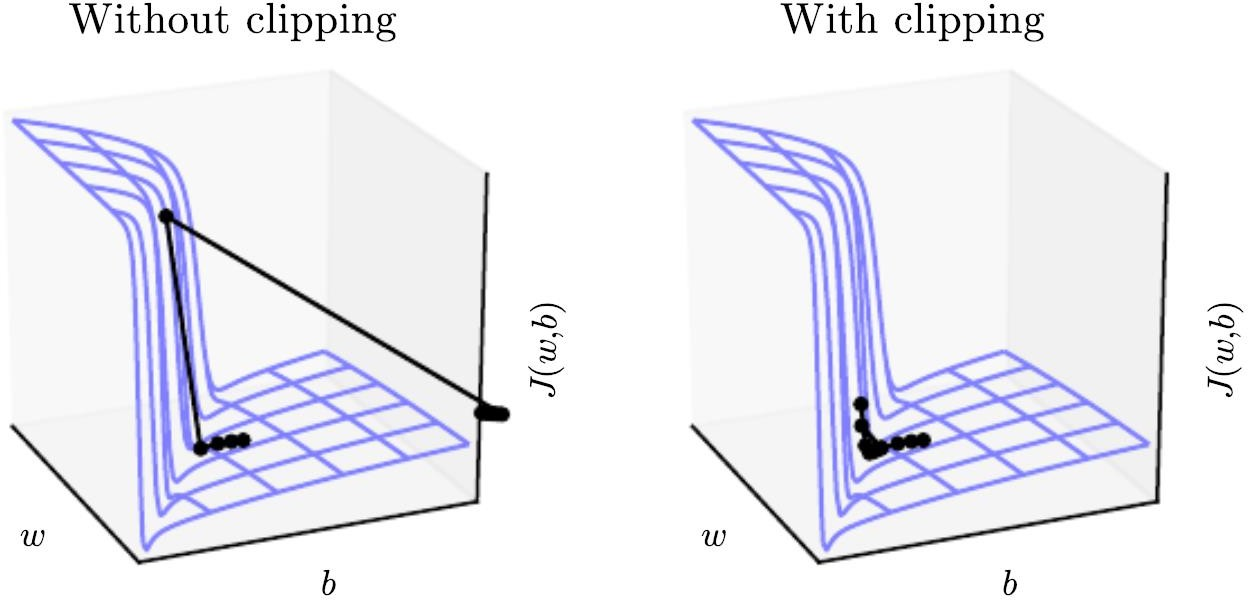 Without clipping
J(w,b)
w
b
With clipping
J(w,b)
w
b